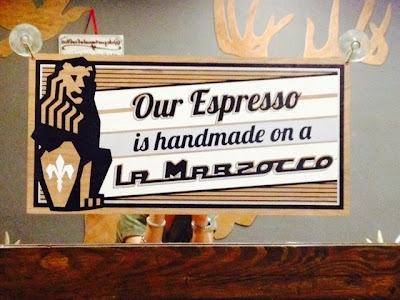 Our Espresso
is handmade on a
La Marzocco